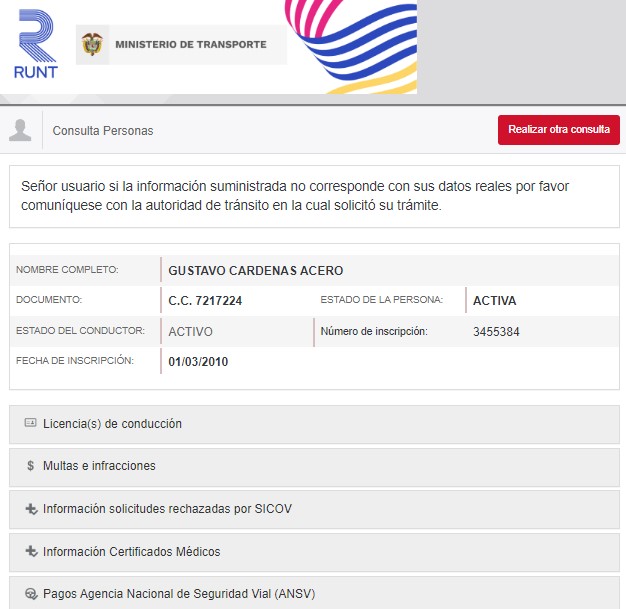 RUNT
MINISTERIO DE TRANSPORTE
Consulta Personas
Realizar otra consulta
Señor usuario si la información suministrada no corresponde con sus datos reales por favor
comuníquese con la autoridad de tránsito en la cual solicitó su trámite.
NOMBRE COMPLETO: GUSTAVO CARDENAS ACERO
DOCUMENTO: C.C. 7217224 ESTADO DE LA PERSONA: ACTIVA
ESTADO DEL CONDUCTOR: ACTIVO Número de inscripción: 3455384
FECHA DE INSCRIPCIÓN: 01/03/2010
Licencia(s) de conducción
$ Multas e infracciones
Información solicitudes rechazadas por SICOV
Información Certificados Médicos
Pagos Agencia Nacional de Seguridad Vial (ANSV)